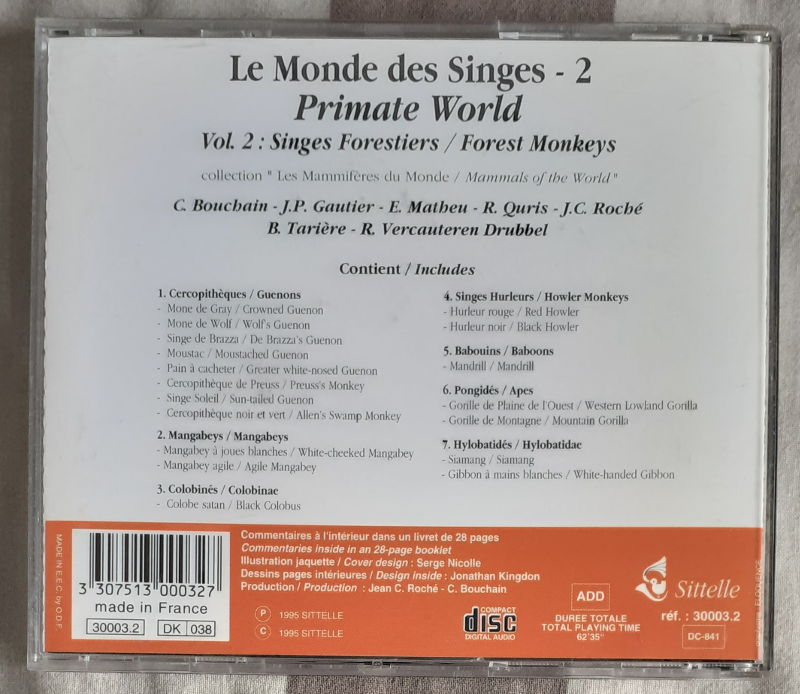 Le Monde des Singes - 2
Primate World
Vol. 2 : Singes Forestiers / Forest Monkeys
collection " Les Mammifères du Monde / Mammals of the World "
C. Bouchain - J.P. Gautier - E. Matheu - R. Quris - J.C. Roché
B. Tarière - R. Vercauteren Drubbel
Contient / Includes
1. Cercopithèques / Guenons
- Mone de Gray / Crowned Guenon
- Mone de Wolf / Wolf's Guenon
- Singe de Brazza / De Brazza's Guenon
- Moustac / Moustached Guenon
- Pain à cacheter / Greater white-nosed Guenon
- Cercopithèque de Preuss / Preuss's Monkey
- Singe Soleil / Sun-tailed Guenon
- Cercopithèque noir et vert / Allen's Swamp Monkey
2. Mangabeys / Mangabeys
- Mangabey à joues blanches / White-cheeked Mangabey
- Mangabey agile / Agile Mangabey
3. Colobinés / Colobinae
- Colobe satan / Black Colobus
4. Singes Hurleurs / Howler Monkeys
- Hurleur rouge / Red Howler
- Hurleur noir / Black Howler
5. Babouins / Baboons
- Mandrill / Mandrill
6. Pongidés / Apes
- Gorille de Plaine de l'Ouest / Western Lowland Gorilla
- Gorille de Montagne / Mountain Gorilla
7. Hylobatidés / Hylobatidae
- Siamang / Siamang
- Gibbon à mains blanches / White-handed Gibbon
MADE IN E.E.C. by O.D.F.
3 307513 000327
made in France
30003.2
DK 038
Commentaires à l'intérieur dans un livret de 28 pages
Commentaries inside in an 28-page booklet
Illustration jaquette / Cover design : Serge Nicolle
Dessins pages intérieures / Design inside : Jonathan Kingdon
Production / Production : Jean C. Roché - C. Bouchain
P 1995 SITTELLE
C 1995 SITTELLE
COMPACT
disc
DIGITAL AUDIO
ADD
DUREE TOTALE
TOTAL PLAYING TIME
62'35"
Sittelle
réf. : 30003.2
DC-841